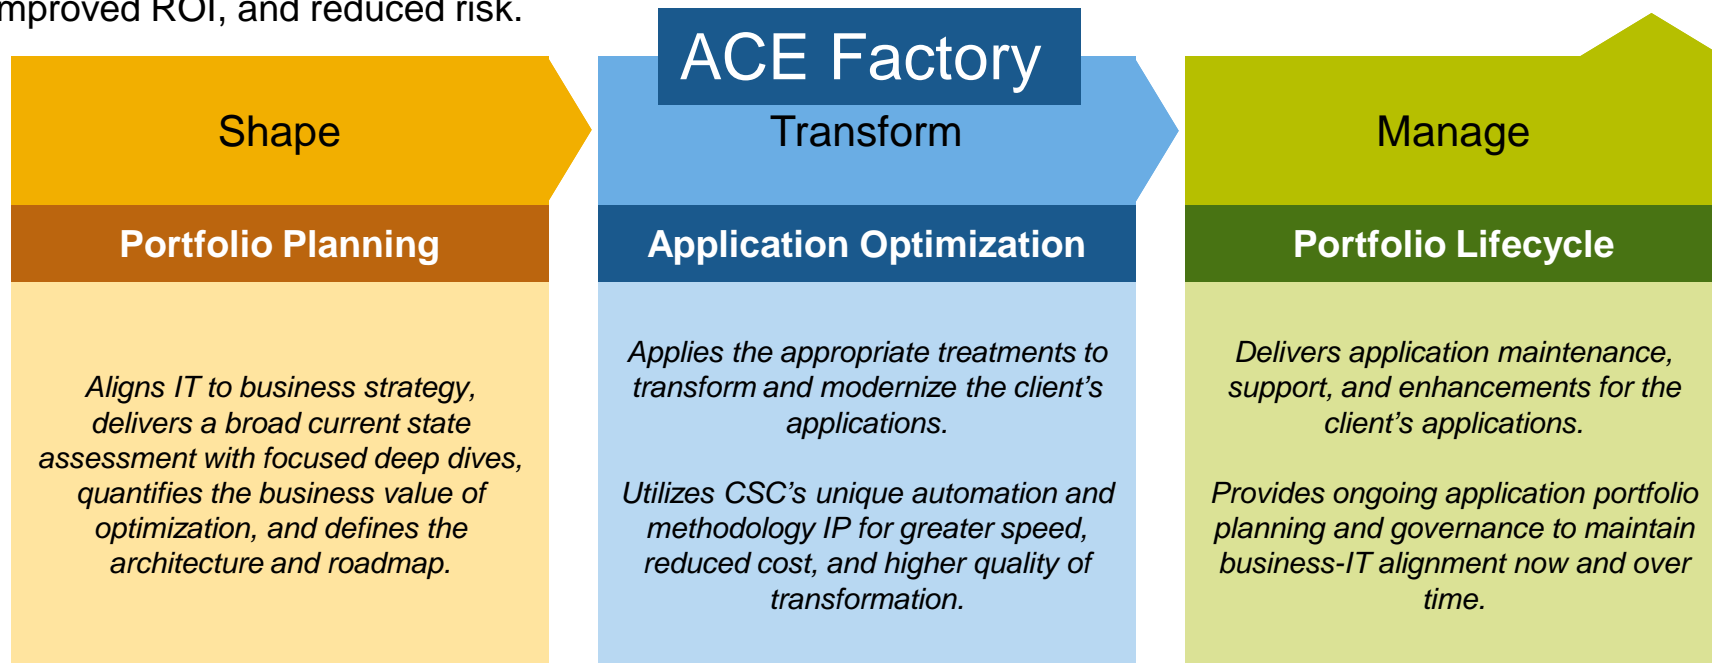 improved ROI, and reduced risk.
ACE Factory
Shape
Transform
Manage
Portfolio Planning
Application Optimization
Portfolio Lifecycle
Aligns IT to business strategy,
delivers a broad current state
assessment with focused deep dives,
quantifies the business value of
optimization, and defines the
architecture and roadmap.
Applies the appropriate treatments to
transform and modernize the client’s
applications.
Utilizes CSC’s unique automation and
methodology IP for greater speed,
reduced cost, and higher quality of
transformation.
Delivers application maintenance,
support, and enhancements for the
client’s applications.
Provides ongoing application portfolio
planning and governance to maintain
business-IT alignment now and over
time.